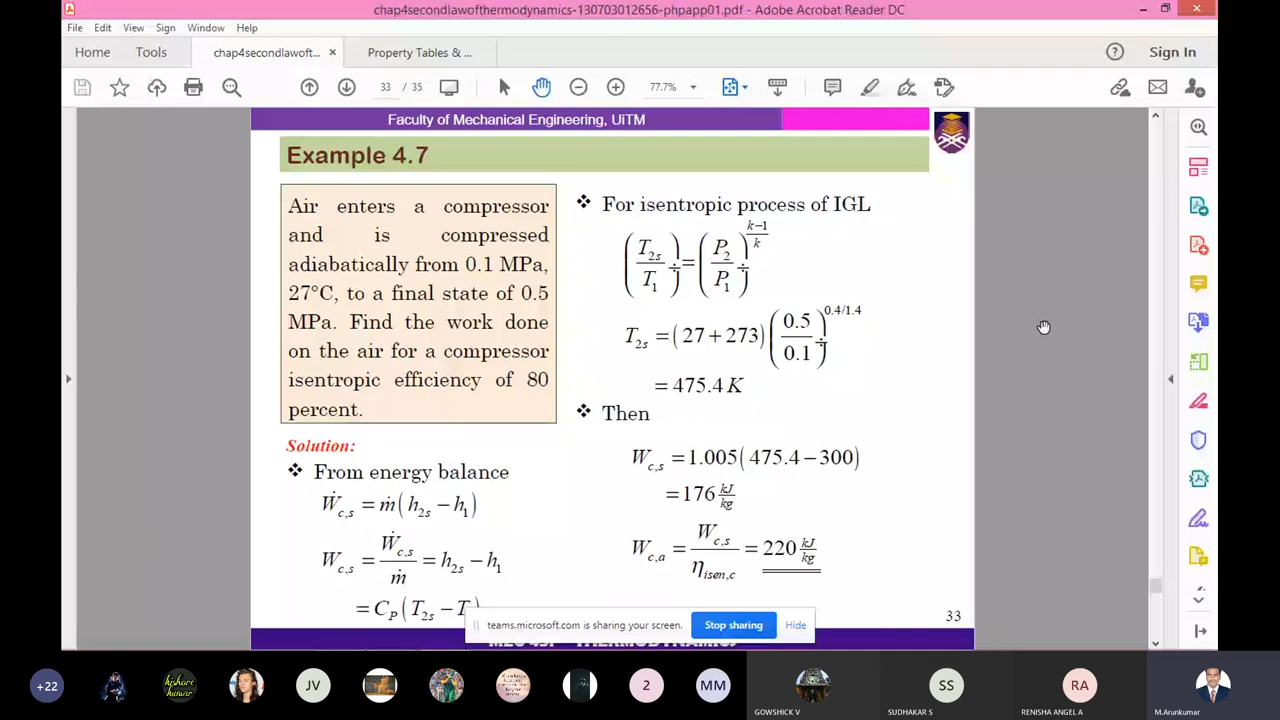 chap4secondlawofthermodynamics-130703012656-phpapp01.pdf - Adobe Acrobat Reader DC
File Edit View Sign Window Help
Home Tools chap4secondlawoft... × Property Tables & ... Sign In
33 / 35 77.7%
Faculty of Mechanical Engineering, UiTM
Example 4.7
Air enters a compressor
and is compressed
adiabatically from 0.1 MPa,
27°C, to a final state of 0.5
MPa. Find the work done
on the air for a compressor
isentropic efficiency of 80
percent.
Solution:
❖ From energy balance
Ẇc,s = ṁ(h2s − h1)
Wc,s = Ẇc,s / ṁ = h2s − h1
= CP(T2s − T
❖ For isentropic process of IGL
(T2s / T1 ÷) = (P2 / P1 ÷)^(k−1 / k)
T2s = (27 + 273)(0.5 / 0.1 ÷)^0.4/1.4
= 475.4 K
❖ Then
Wc,s = 1.005(475.4 − 300)
= 176 kJ/kg
Wc,a = Wc,s / ηisen,c = 220 kJ/kg
33
teams.microsoft.com is sharing your screen. Stop sharing Hide
+22 kishore kumar JV 2 MM SS RA
GOWSHICK V SUDHAKAR S RENISHA ANGEL A M.Arunkumar